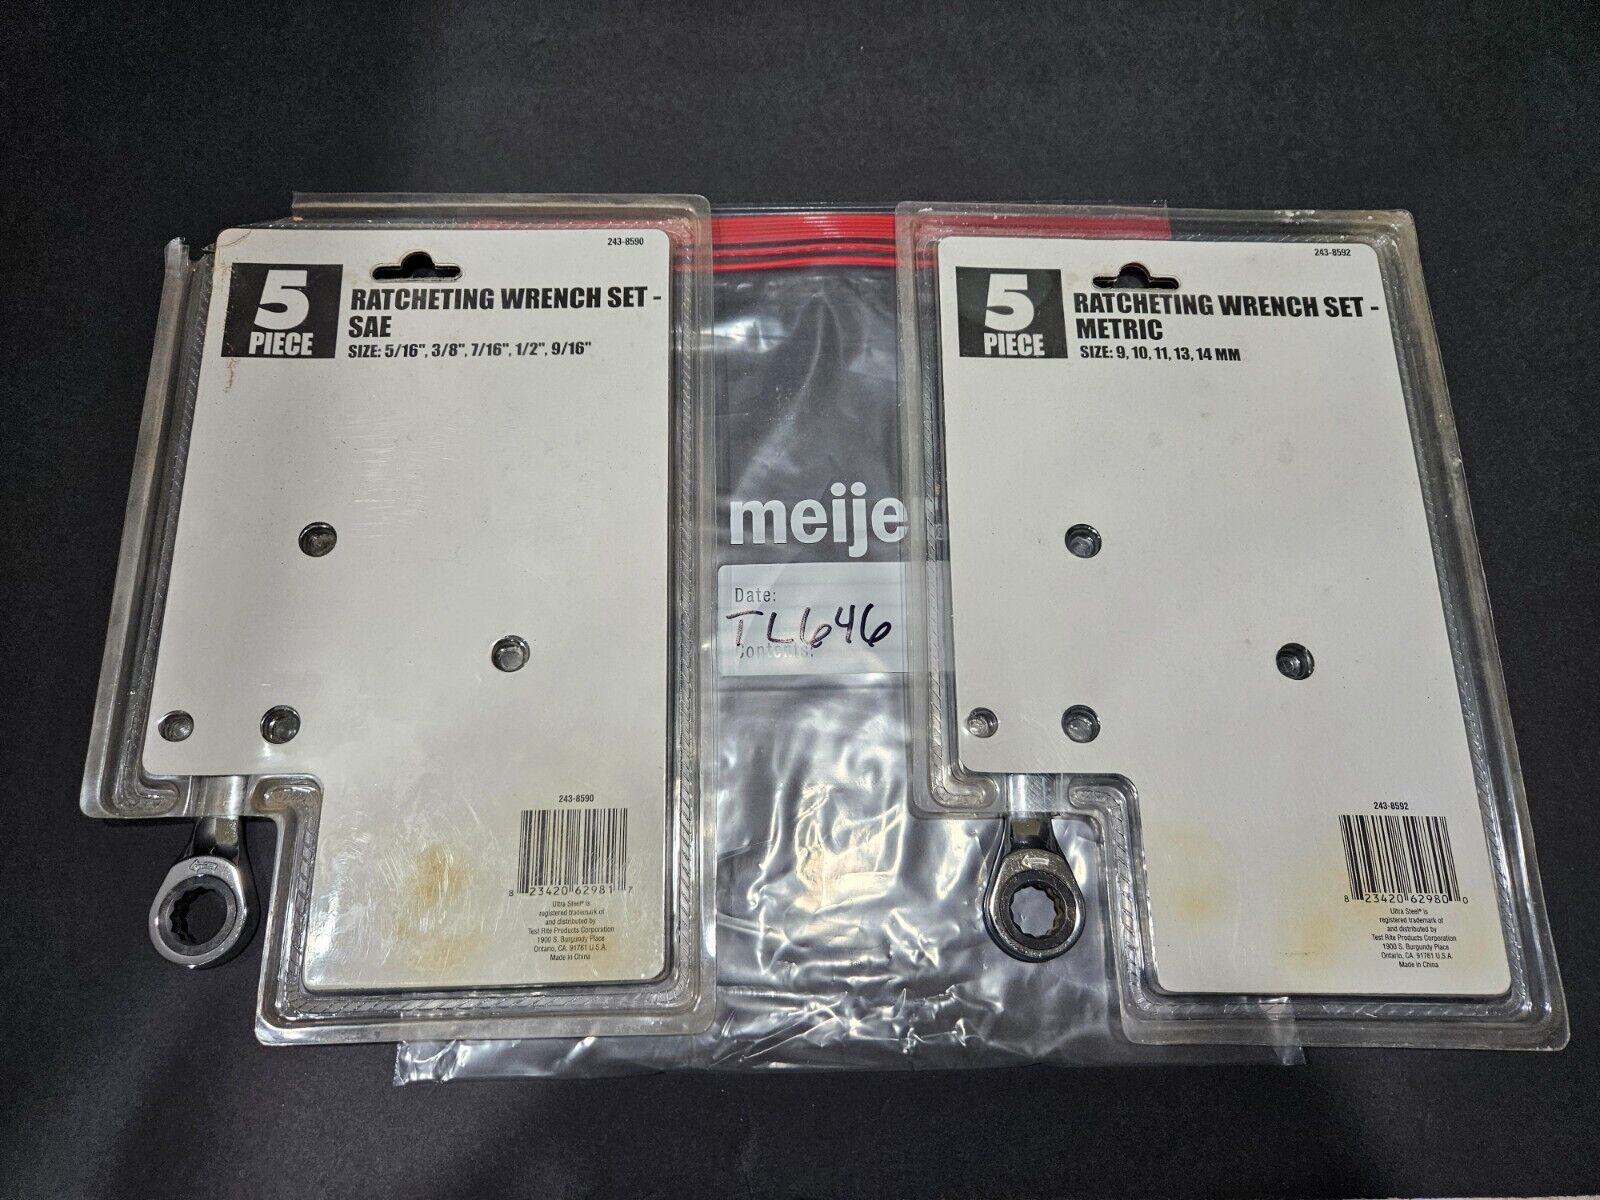 243-8590
5
PIECE
RATCHETING WRENCH SET -
SAE
SIZE: 5/16", 3/8", 7/16", 1/2", 9/16"
243-8590
8 23420 62981 7
Ultra Steel® is
registered trademark of
and distributed by
Test Rite Products Corporation
1900 S. Burgundy Place
Ontario, CA. 91761 U.S.A.
Made in China
meijer
Date:
TL646
Contents:
243-8592
5
PIECE
RATCHETING WRENCH SET -
METRIC
SIZE: 9, 10, 11, 13, 14 MM
243-8592
8 23420 62980 0
Ultra Steel® is
registered trademark of
and distributed by
Test Rite Products Corporation
1900 S. Burgundy Place
Ontario, CA. 91761 U.S.A.
Made in China